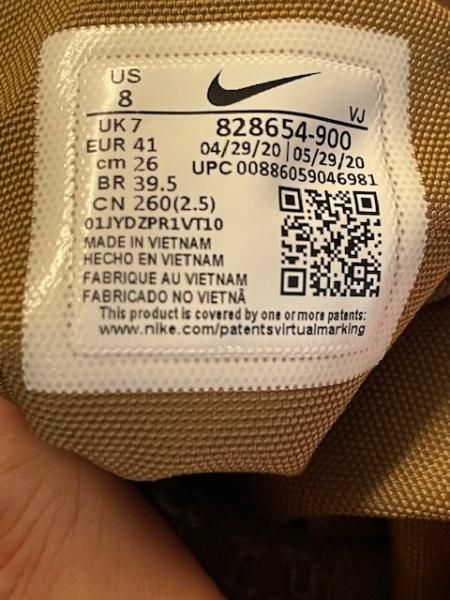 US
8
VJ
UK 7
828654-900
EUR 41
04/29/20 | 05/29/20
cm 26
UPC 00886059046981
BR 39.5
CN 260(2.5)
01JYDZPR1VT10
MADE IN VIETNAM
HECHO EN VIETNAM
FABRIQUE AU VIETNAM
FABRICADO NO VIETNÃ
This product is covered by one or more patents:
www.nike.com/patentsvirtualmarking